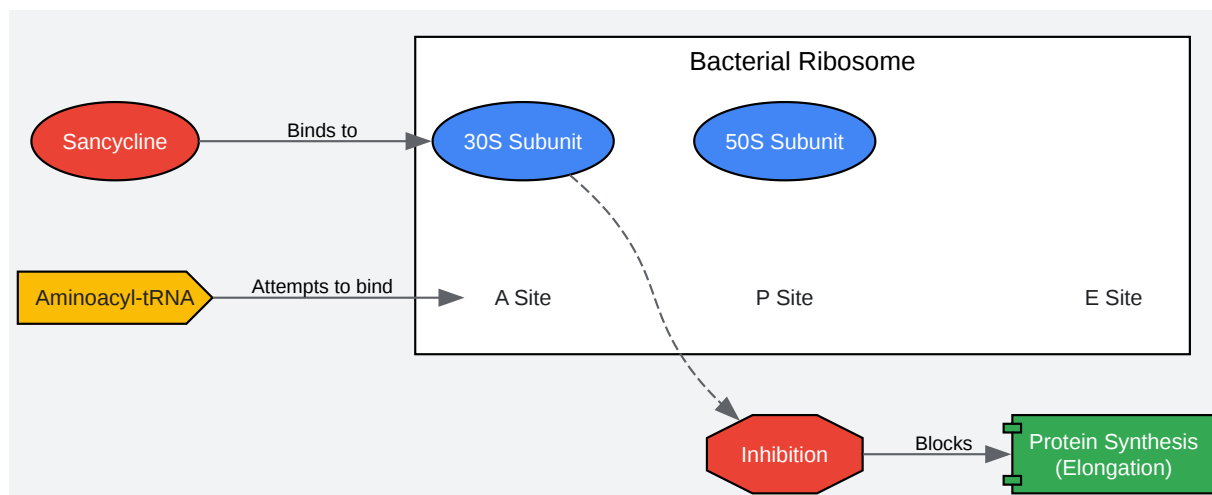 Bacterial Ribosome
Sancycline
Binds to
30S Subunit
50S Subunit
Aminoacyl-tRNA
Attempts to bind
A Site
P Site
E Site
Inhibition
Blocks
Protein Synthesis
(Elongation)